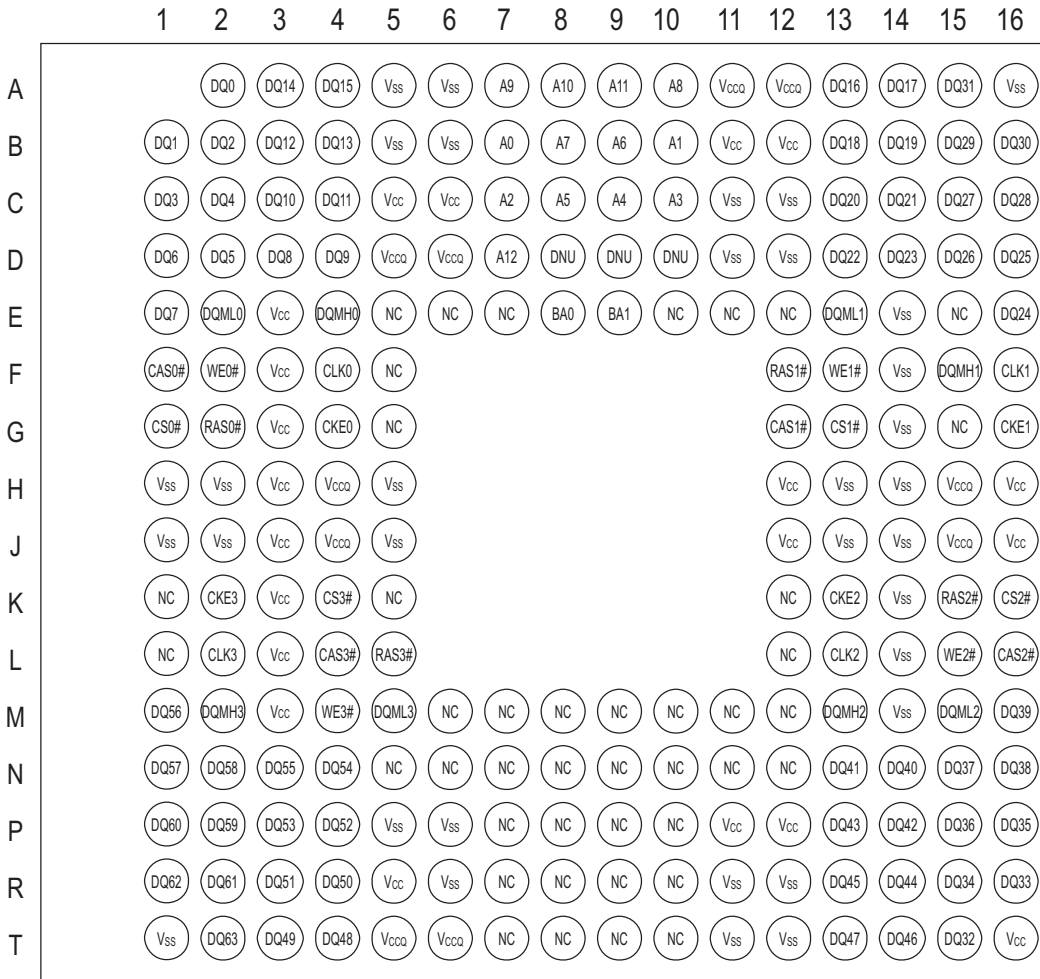 1 2 3 4 5 6 7 8 9 10 11 12 13 14 15 16
A DQ0 DQ14 DQ15 Vss Vss A9 A10 A11 A8 VCCQ VCCQ DQ16 DQ17 DQ31 Vss
B DQ1 DQ2 DQ12 DQ13 Vss Vss A0 A7 A6 A1 VCC VCC DQ18 DQ19 DQ29 DQ30
C DQ3 DQ4 DQ10 DQ11 VCC VCC A2 A5 A4 A3 Vss Vss DQ20 DQ21 DQ27 DQ28
D DQ6 DQ5 DQ8 DQ9 VCCQ VCCQ A12 DNU DNU DNU Vss Vss DQ22 DQ23 DQ26 DQ25
E DQ7 DQML0 VCC DQMH0 NC NC NC BA0 BA1 NC NC NC DQML1 Vss NC DQ24
F CAS0# WE0# VCC CLK0 NC RAS1# WE1# Vss DQMH1 CLK1
G CS0# RAS0# VCC CKE0 NC CAS1# CS1# Vss NC CKE1
H Vss Vss VCC VCCQ Vss VCC Vss Vss VCCQ VCC
J Vss Vss VCC VCCQ Vss VCC Vss Vss VCCQ VCC
K NC CKE3 VCC CS3# NC NC CKE2 Vss RAS2# CS2#
L NC CLK3 VCC CAS3# RAS3# NC CLK2 Vss WE2# CAS2#
M DQ56 DQMH3 VCC WE3# DQML3 NC NC NC NC NC NC NC DQMH2 Vss DQML2 DQ39
N DQ57 DQ58 DQ55 DQ54 NC NC NC NC NC NC NC NC DQ41 DQ40 DQ37 DQ38
P DQ60 DQ59 DQ53 DQ52 Vss Vss NC NC NC NC VCC VCC DQ43 DQ42 DQ36 DQ35
R DQ62 DQ61 DQ51 DQ50 VCC Vss NC NC NC NC Vss Vss DQ45 DQ44 DQ34 DQ33
T Vss DQ63 DQ49 DQ48 VCCQ VCCQ NC NC NC NC Vss Vss DQ47 DQ46 DQ32 VCC